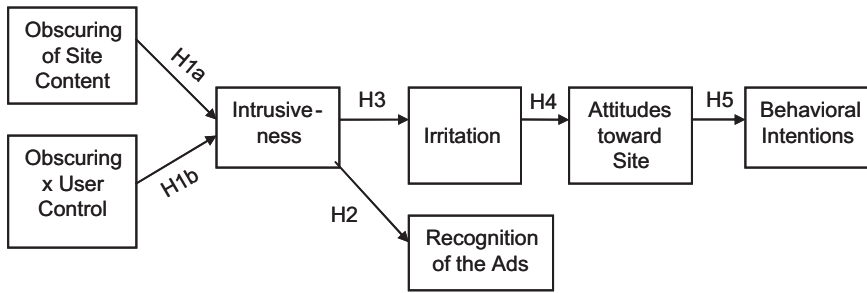 Obscuring
of Site
Content
H1a
Obscuring
x User
Control
H1b
Intrusive-
ness
H3
Irritation
H4
Attitudes
toward
Site
H5
Behavioral
Intentions
H2
Recognition
of the Ads